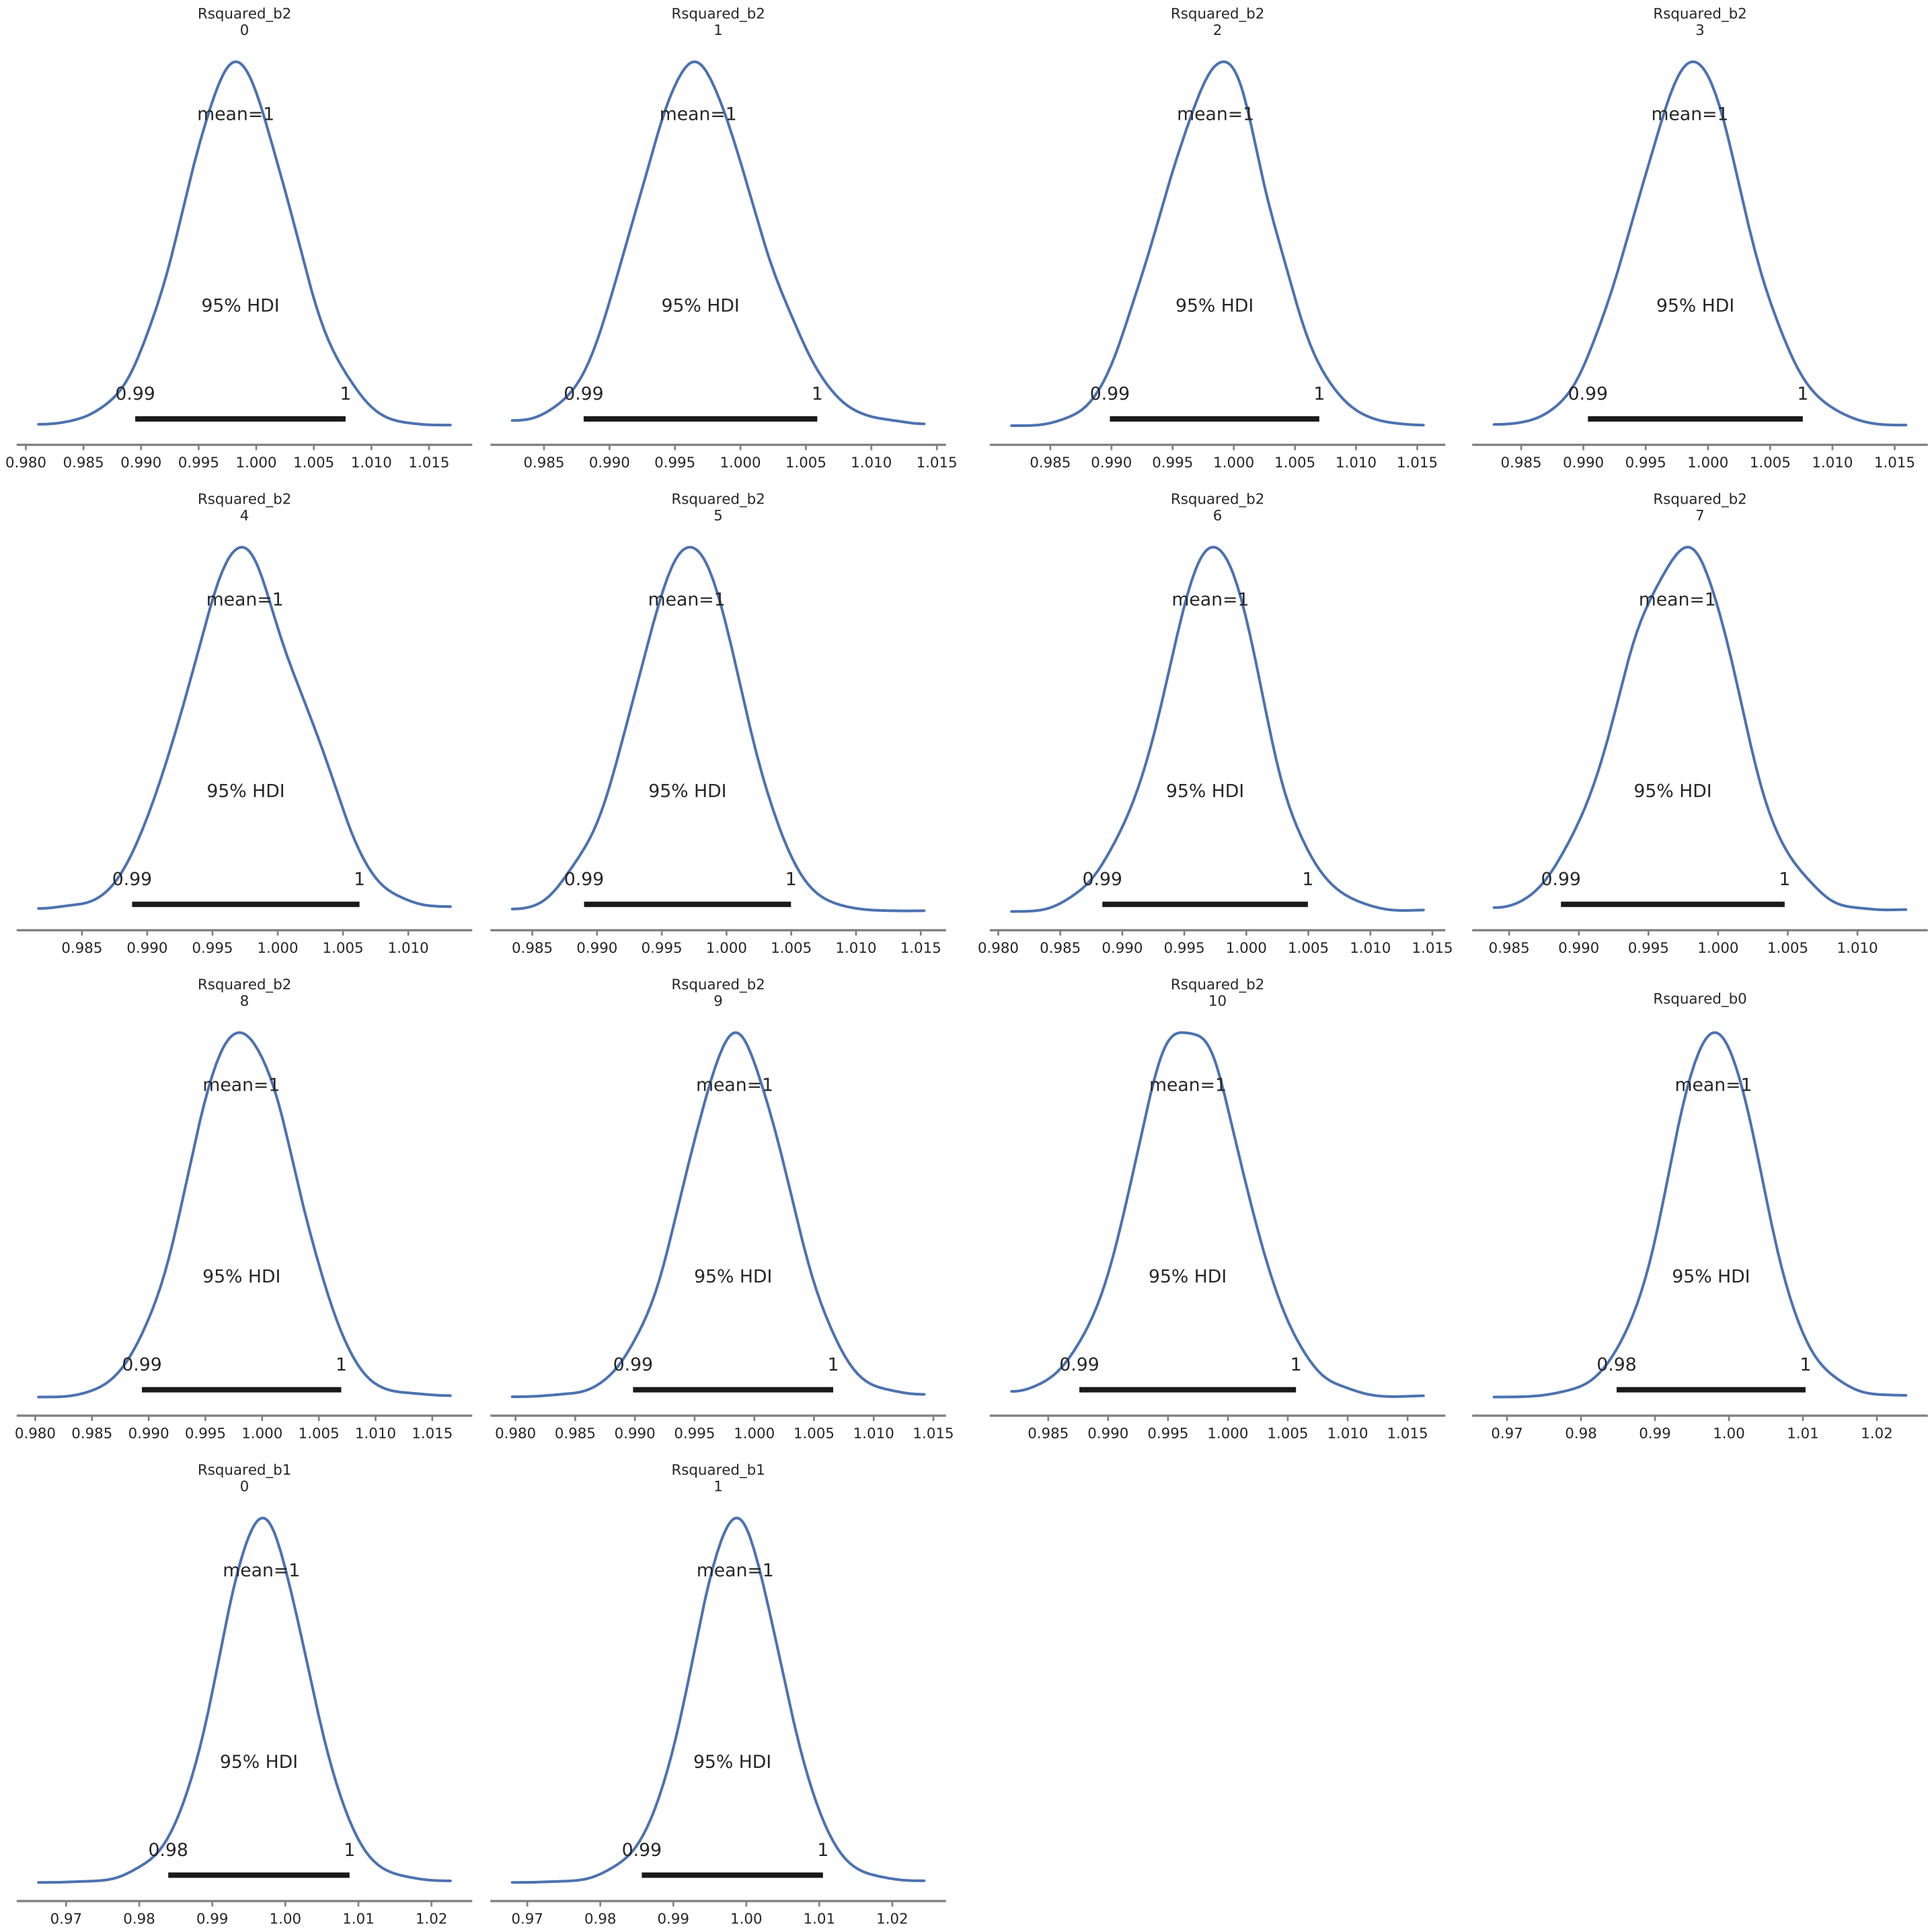 Rsquared_b2
0
mean=1
95% HDI
0.99 1
0.980 0.985 0.990 0.995 1.000 1.005 1.010 1.015
Rsquared_b2
1
mean=1
95% HDI
0.99 1
0.985 0.990 0.995 1.000 1.005 1.010 1.015
Rsquared_b2
2
mean=1
95% HDI
0.99 1
0.985 0.990 0.995 1.000 1.005 1.010 1.015
Rsquared_b2
3
mean=1
95% HDI
0.99 1
0.985 0.990 0.995 1.000 1.005 1.010 1.015
Rsquared_b2
4
mean=1
95% HDI
0.99 1
0.985 0.990 0.995 1.000 1.005 1.010
Rsquared_b2
5
mean=1
95% HDI
0.99 1
0.985 0.990 0.995 1.000 1.005 1.010 1.015
Rsquared_b2
6
mean=1
95% HDI
0.99 1
0.980 0.985 0.990 0.995 1.000 1.005 1.010 1.015
Rsquared_b2
7
mean=1
95% HDI
0.99 1
0.985 0.990 0.995 1.000 1.005 1.010
Rsquared_b2
8
mean=1
95% HDI
0.99 1
0.980 0.985 0.990 0.995 1.000 1.005 1.010 1.015
Rsquared_b2
9
mean=1
95% HDI
0.99 1
0.980 0.985 0.990 0.995 1.000 1.005 1.010 1.015
Rsquared_b2
10
mean=1
95% HDI
0.99 1
0.985 0.990 0.995 1.000 1.005 1.010 1.015
Rsquared_b0
mean=1
95% HDI
0.98 1
0.97 0.98 0.99 1.00 1.01 1.02
Rsquared_b1
0
mean=1
95% HDI
0.98 1
0.97 0.98 0.99 1.00 1.01 1.02
Rsquared_b1
1
mean=1
95% HDI
0.99 1
0.97 0.98 0.99 1.00 1.01 1.02